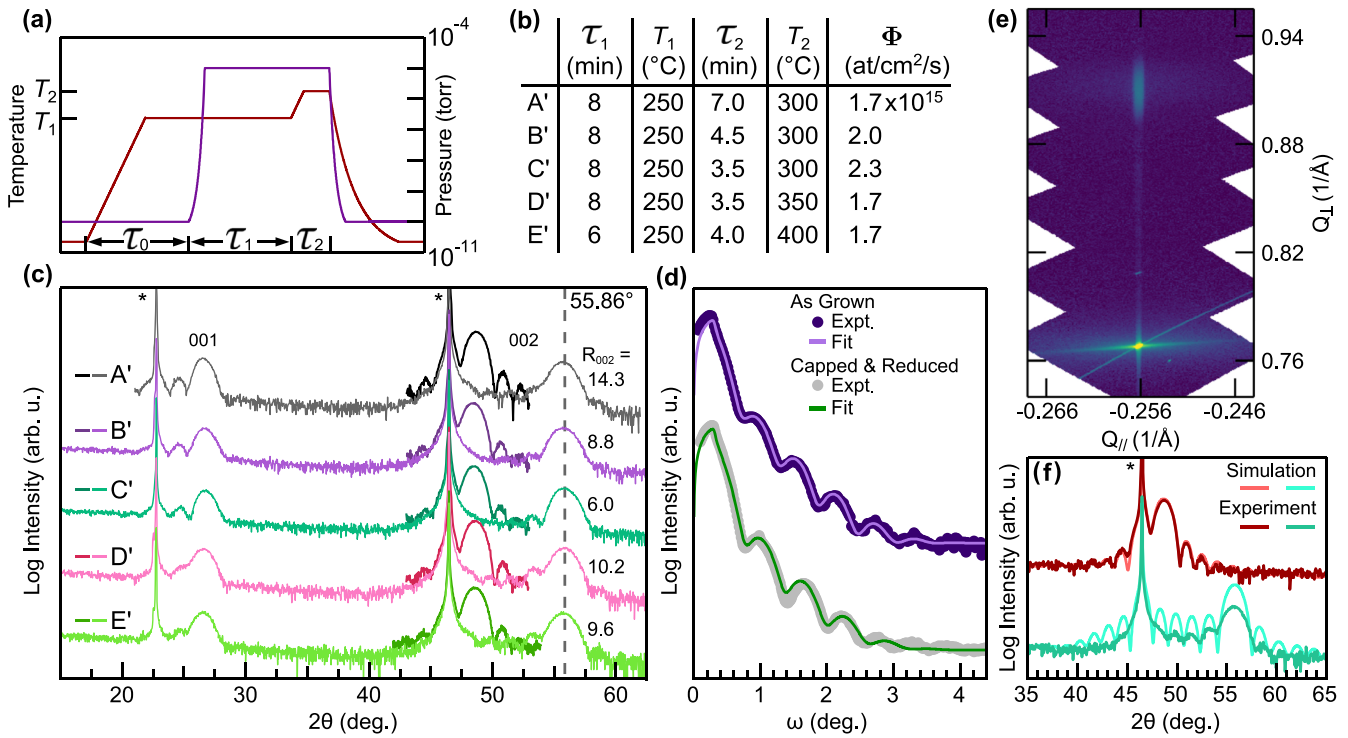 (a)
Temperature
T2
T1
10-4
Pressure (torr)
10-11
τ0
τ1
τ2
(b)
τ1 T1 τ2 T2 Φ
(min) (°C) (min) (°C) (at/cm2/s)
A' 8 250 7.0 300 1.7x1015
B' 8 250 4.5 300 2.0
C' 8 250 3.5 300 2.3
D' 8 250 3.5 350 1.7
E' 6 250 4.0 400 1.7
(c)
Log Intensity (arb. u.)
* * 55.86°
001 002
R002 =
A' 14.3
B' 8.8
C' 6.0
D' 10.2
E' 9.6
20 30 40 50 60
2θ (deg.)
(d)
Log Intensity (arb. u.)
As Grown
Expt.
Fit
Capped & Reduced
Expt.
Fit
0 1 2 3 4
ω (deg.)
(e)
0.94
0.88
0.82
0.76
Q⊥ (1/Å)
-0.266 -0.256 -0.246
Q// (1/Å)
(f)
Log Intensity (arb. u.)
*
Simulation
Experiment
35 40 45 50 55 60 65
2θ (deg.)